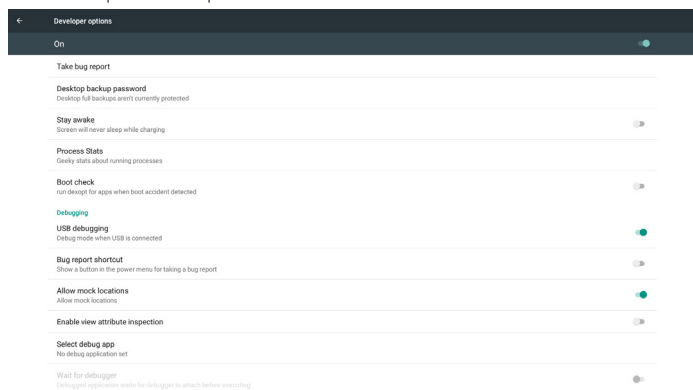 Developer options
On
Take bug report
Desktop backup password
Desktop full backups aren't currently protected
Stay awake
Screen will never sleep while charging
Process Stats
Geeky stats about running processes
Boot check
run dexopt for apps when boot accident detected
Debugging
USB debugging
Debug mode when USB is connected
Bug report shortcut
Show a button in the power menu for taking a bug report
Allow mock locations
Allow mock locations
Enable view attribute inspection
Select debug app
No debug application set
Wait for debugger
Debugged application waits for debugger to attach before executing